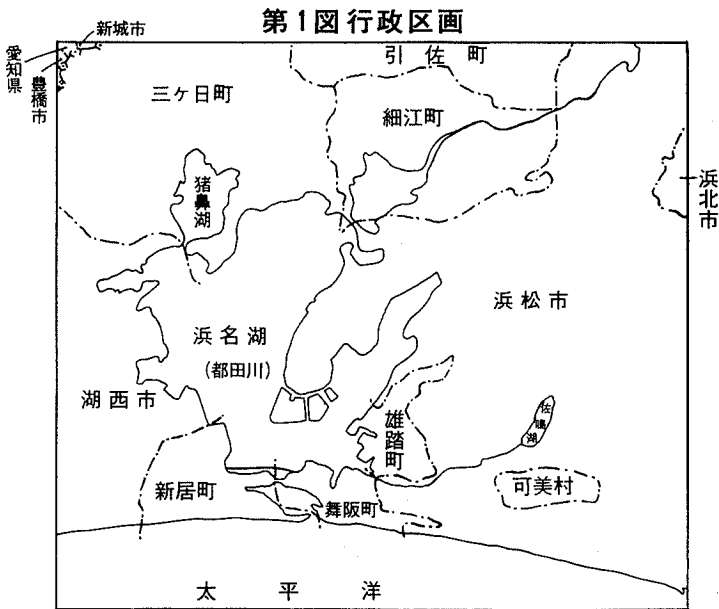 第1図 行政区画
新城市
愛知県
豊橋市
引佐町
三ヶ日町
細江町
猪鼻湖
浜北市
浜松市
浜名湖
(都田川)
湖西市
雄踏町
佐鳴湖
新居町
舞阪町
可美村
太平洋